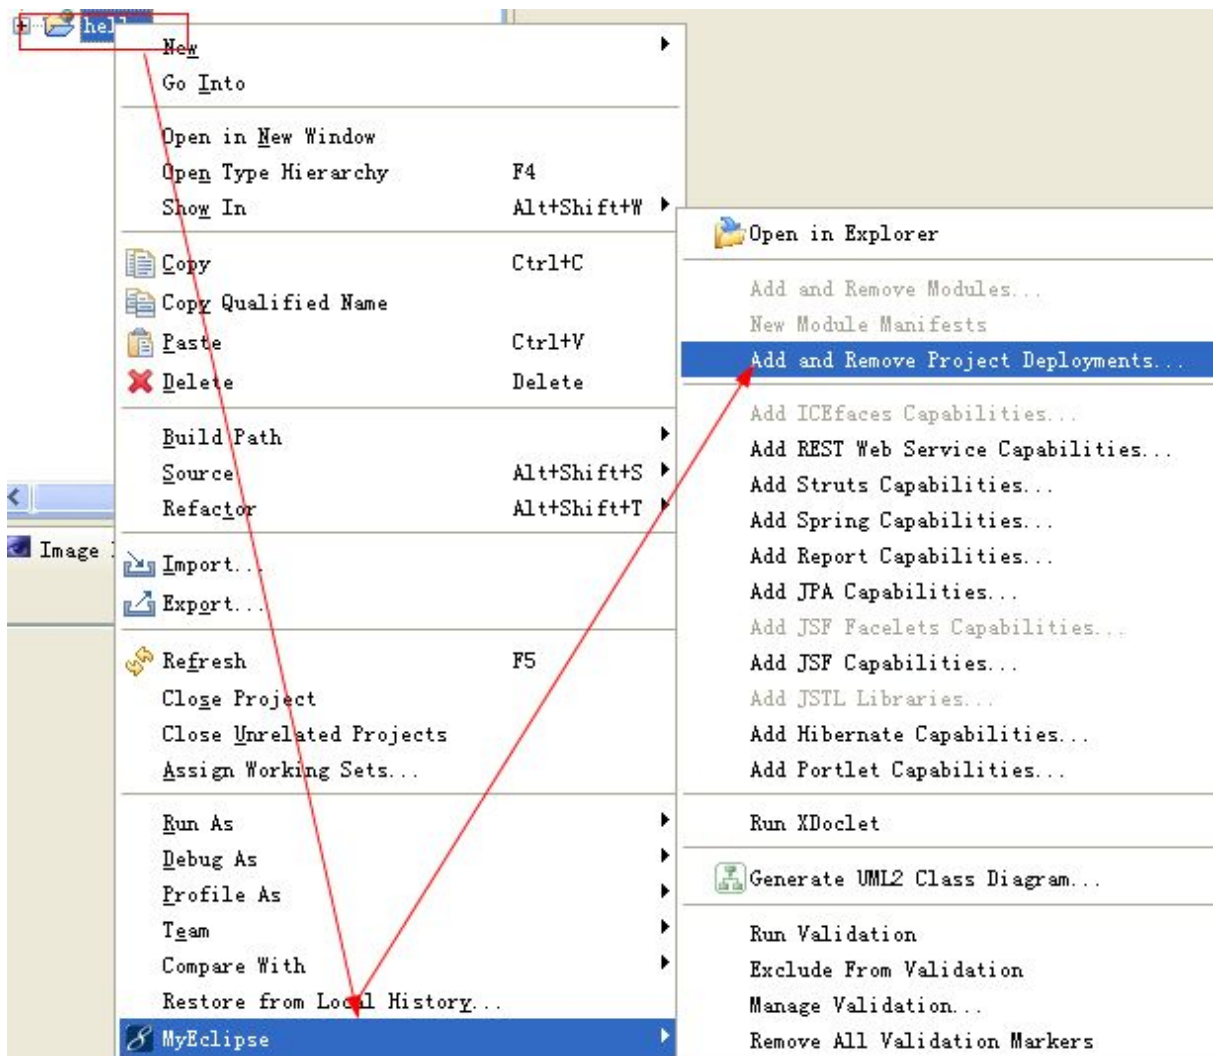 New
Go Into
Open in New Window
Open Type Hierarchy F4
Show In Alt+Shift+W
Copy Ctrl+C
Copy Qualified Name
Paste Ctrl+V
Delete Delete
Build Path
Source Alt+Shift+S
Refactor Alt+Shift+T
Image
Import...
Export...
Refresh F5
Close Project
Close Unrelated Projects
Assign Working Sets...
Run As
Debug As
Profile As
Team
Compare With
Restore from Local History...
MyEclipse
Open in Explorer
Add and Remove Modules...
New Module Manifests
Add and Remove Project Deployments...
Add ICEfaces Capabilities...
Add REST Web Service Capabilities...
Add Struts Capabilities...
Add Spring Capabilities...
Add Report Capabilities...
Add JPA Capabilities...
Add JSF Facelets Capabilities...
Add JSF Capabilities...
Add JSTL Libraries...
Add Hibernate Capabilities...
Add Portlet Capabilities...
Run XDoclet
Generate UML2 Class Diagram...
Run Validation
Exclude From Validation
Manage Validation...
Remove All Validation Markers